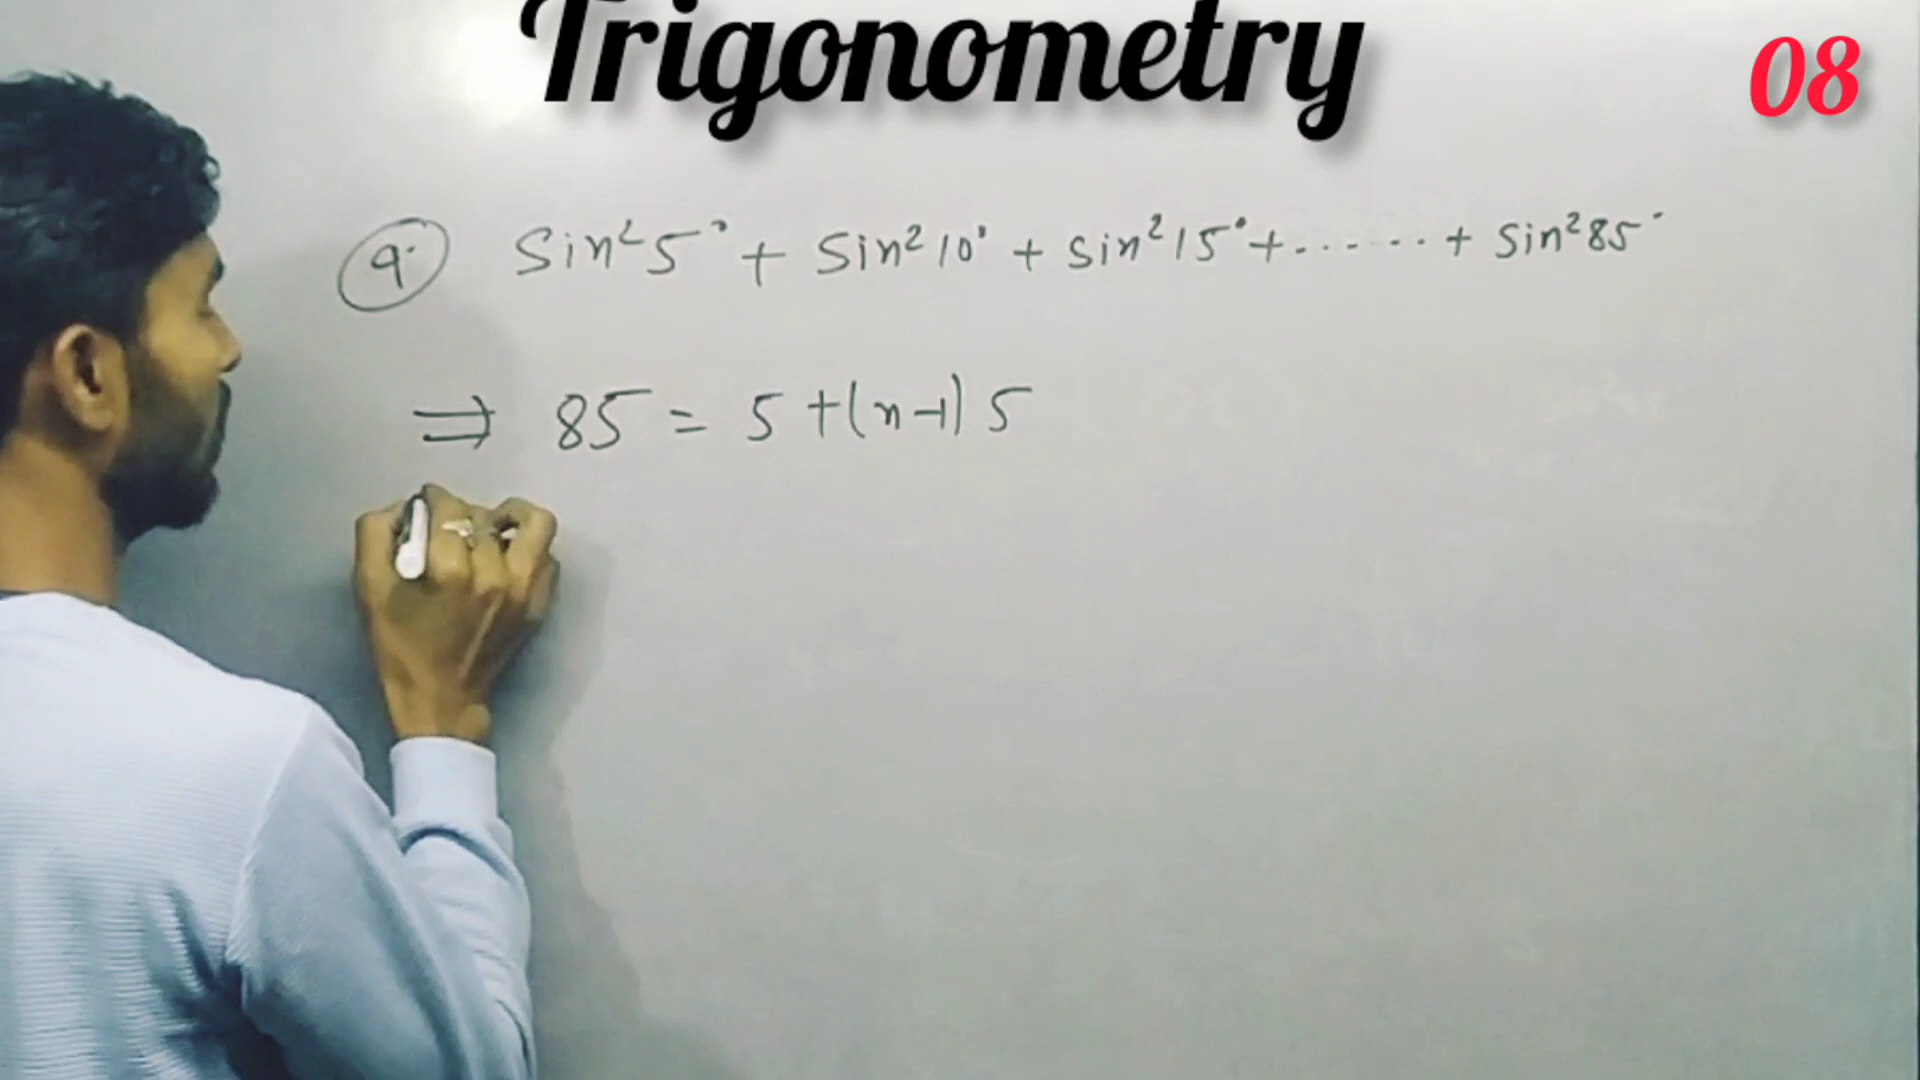 Trigonometry
08
9. Sin²5° + Sin²10° + Sin²15° + ...... + Sin²85°
⇒ 85 = 5 + (n-1) 5